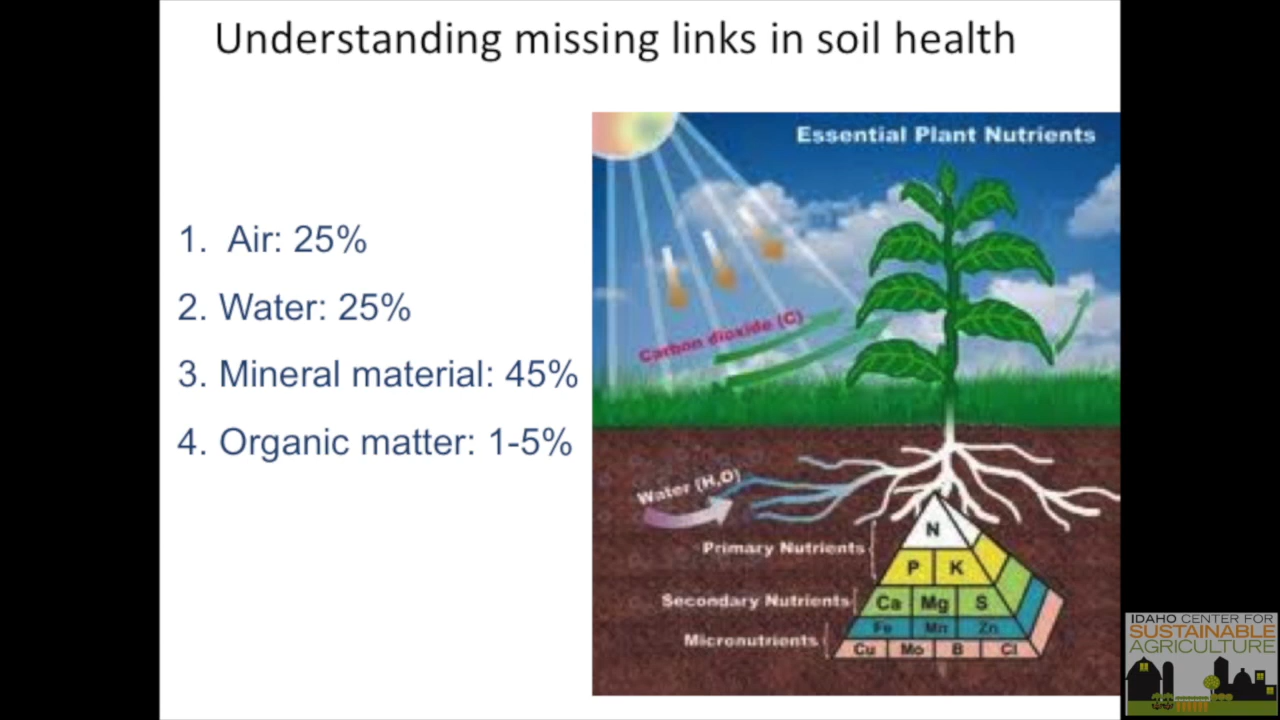 Understanding missing links in soil health
1. Air: 25%
2. Water: 25%
3. Mineral material: 45%
4. Organic matter: 1-5%
Essential Plant Nutrients
Carbon dioxide (C)
Water (H₂O)
Primary Nutrients
N
P K
Secondary Nutrients
Ca Mg S
Micronutrients
Fe Mn Zn
Cu Mo B Cl
IDAHO CENTER FOR
SUSTAINABLE
AGRICULTURE